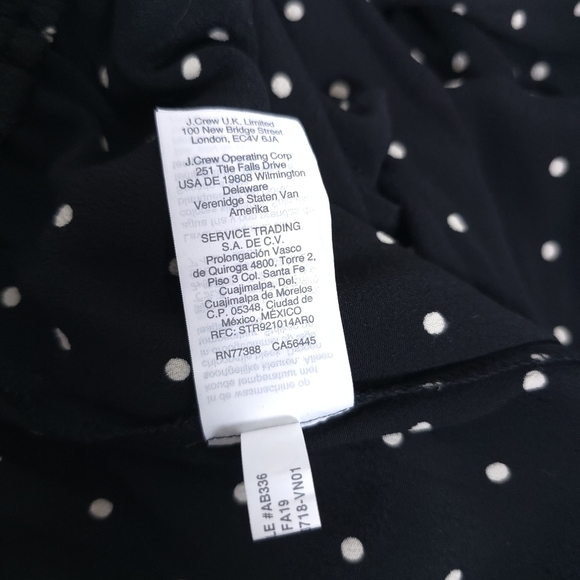 J.Crew U.K. Limited
100 New Bridge Street
London, EC4V 6JA
J.Crew Operating Corp
251 Ttle Falls Drive
USA DE 19808 Wilmington
Delaware
Verenidge Staten Van
Amerika
SERVICE TRADING
S.A. DE C.V.
Prolongación Vasco
de Quiroga 4800, Torre 2,
Piso 3 Col. Santa Fe
Cuajimalpa, Del.
Cuajimalpa de Morelos
C.P. 05348, Ciudad de
México, MÉXICO
RFC: STR921014AR0
RN77388 CA56445
LE #AB336
FA19
718-VN01